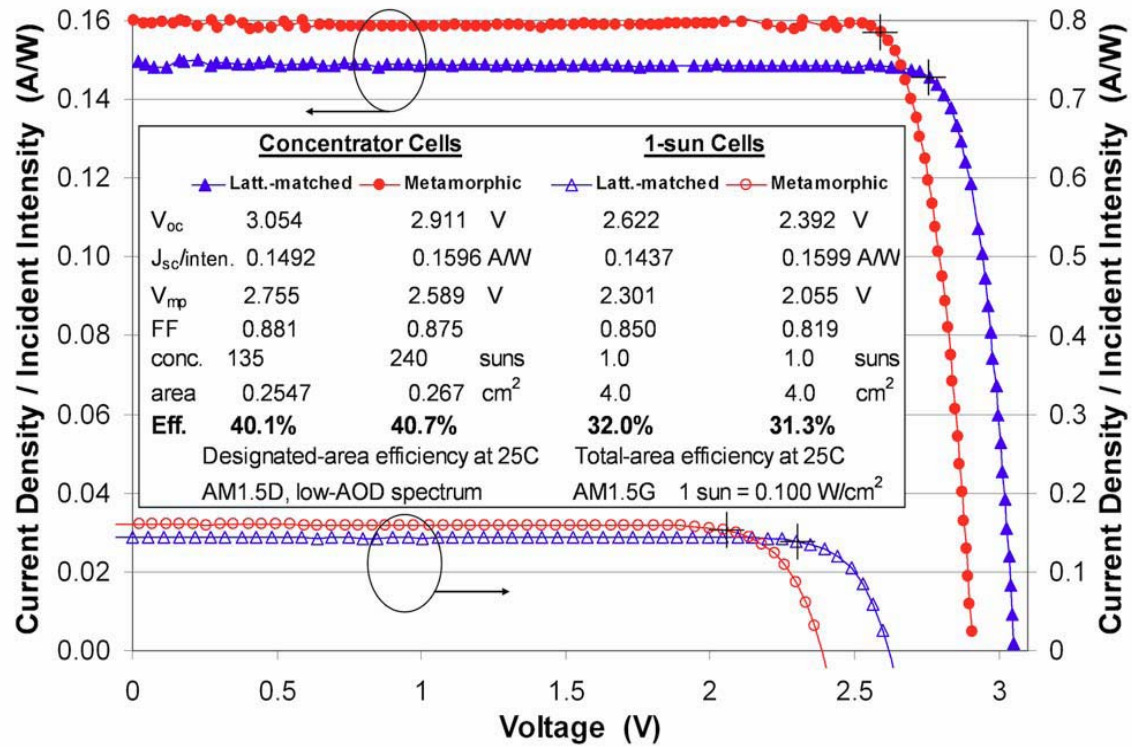 Current Density / Incident Intensity (A/W)
0.16
0.14
0.12
0.10
0.08
0.06
0.04
0.02
0.00
Concentrator Cells 1-sun Cells
Latt.-matched Metamorphic Latt.-matched Metamorphic
Voc 3.054 2.911 V 2.622 2.392 V
Jsc/inten. 0.1492 0.1596 A/W 0.1437 0.1599 A/W
Vmp 2.755 2.589 V 2.301 2.055 V
FF 0.881 0.875 0.850 0.819
conc. 135 240 suns 1.0 1.0 suns
area 0.2547 0.267 cm² 4.0 4.0 cm²
Eff. 40.1% 40.7% 32.0% 31.3%
Designated-area efficiency at 25C Total-area efficiency at 25C
AM1.5D, low-AOD spectrum AM1.5G 1 sun = 0.100 W/cm²
0.8
0.7
0.6
0.5
0.4
0.3
0.2
0.1
0
Current Density / Incident Intensity (A/W)
0 0.5 1 1.5 2 2.5 3
Voltage (V)